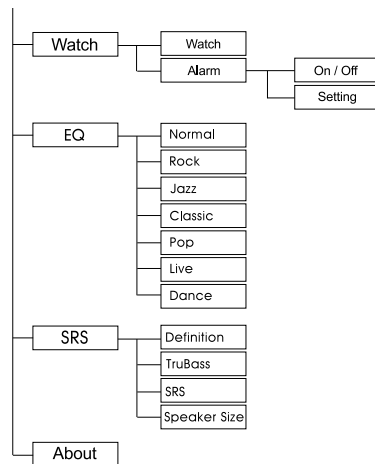 Watch
Watch
Alarm
On / Off
Setting
EQ
Normal
Rock
Jazz
Classic
Pop
Live
Dance
SRS
Definition
TruBass
SRS
Speaker Size
About